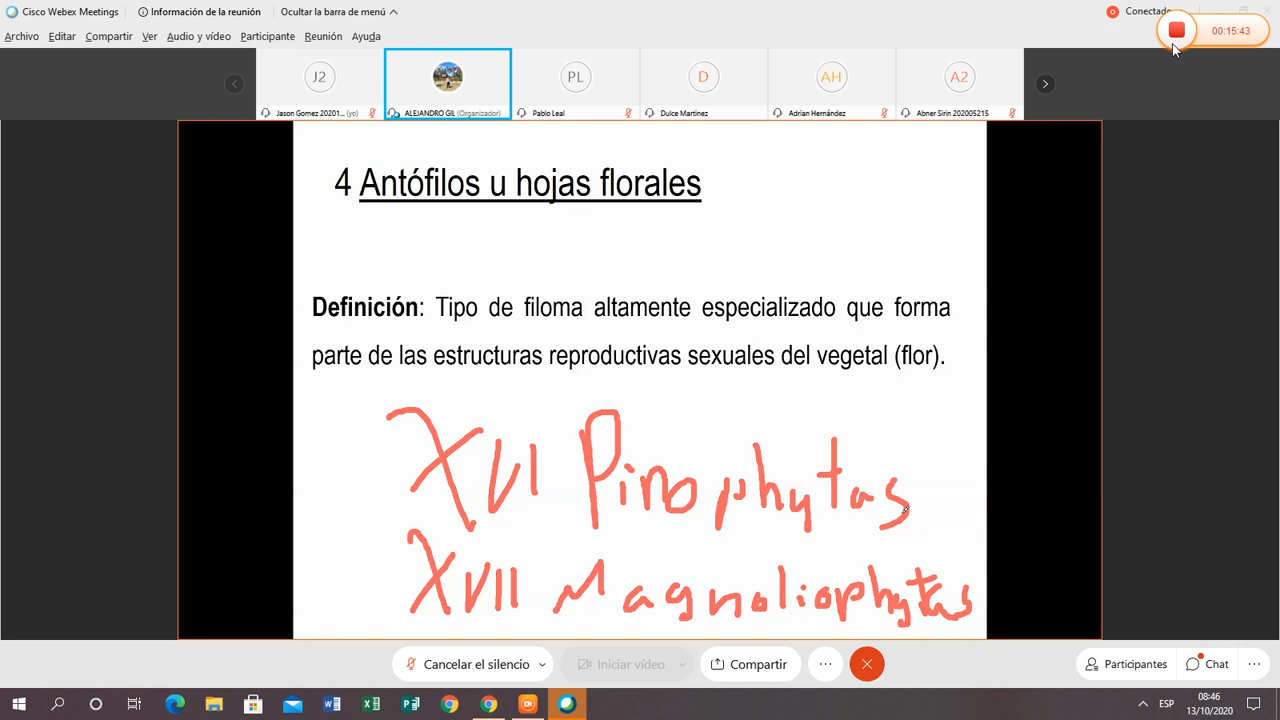 Cisco Webex Meetings Información de la reunión Ocultar la barra de menú Conectado
00:15:43
Archivo Editar Compartir Ver Audio y vídeo Participante Reunión Ayuda
J2 PL D AH A2
Jason Gomez 20201... (yo) ALEJANDRO GIL (Organizador) Pablo Leal Dulce Martinez Adrian Hernández Abner Sirin 202005215
4 Antófilos u hojas florales
Definición: Tipo de filoma altamente especializado que forma
parte de las estructuras reproductivas sexuales del vegetal (flor).
XVI Pinophytas
XVII Magnoliophytas
Cancelar el silencio Iniciar vídeo Compartir Participantes Chat
ESP 08:46
13/10/2020